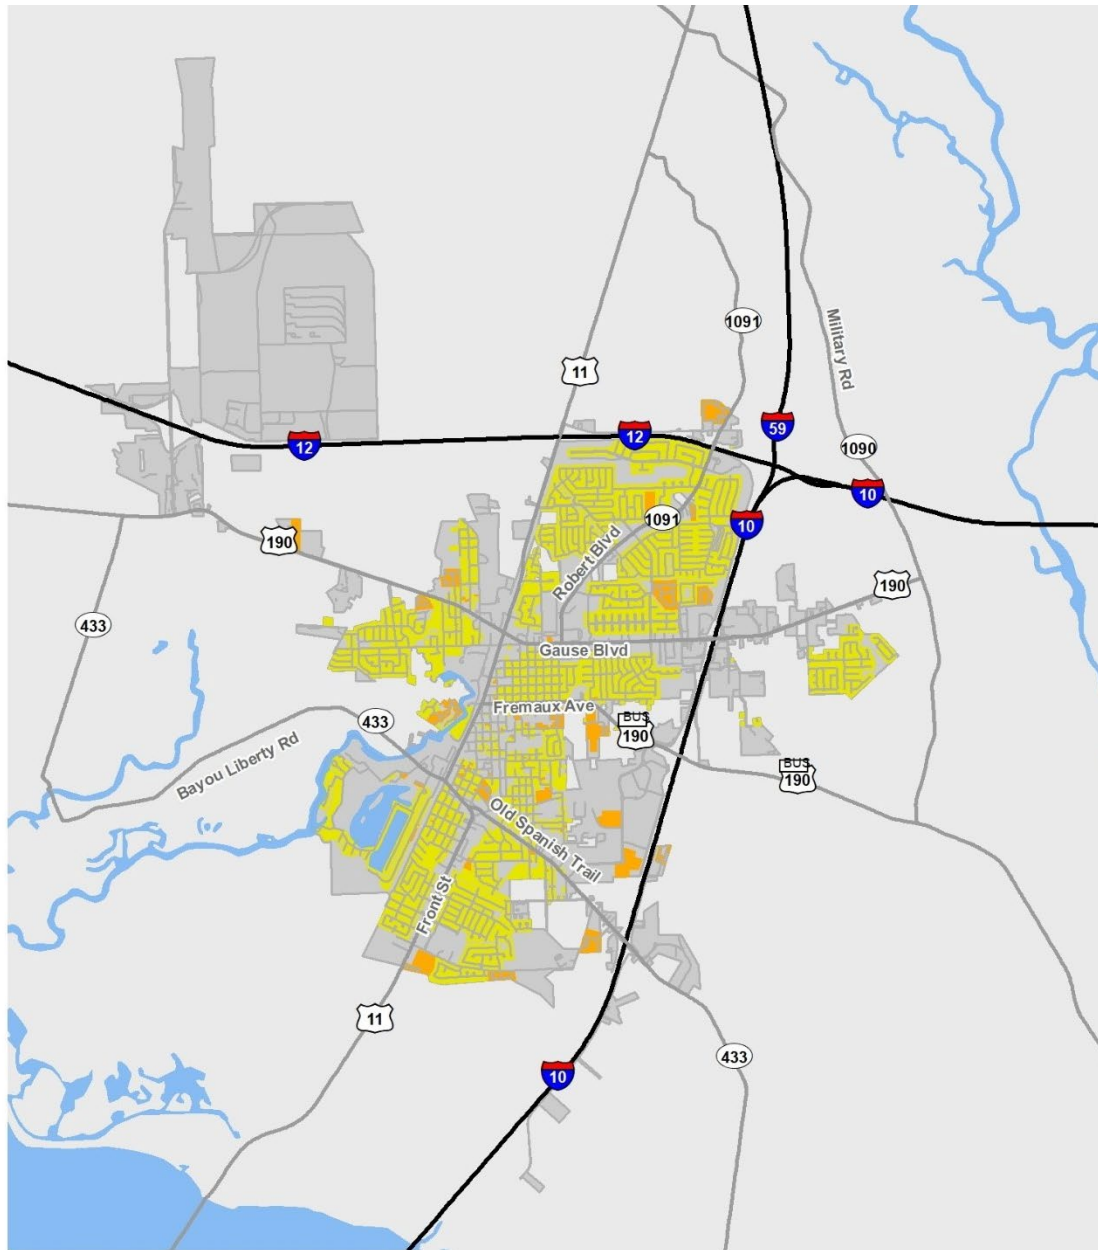 1091
Military Rd
11
59
12
12
1090
10
1091
10
190
Robert Blvd
190
433
Gause Blvd
Fremaux Ave
433
BUS
190
Bayou Liberty Rd
BUS
190
Old Spanish Trail
Front St
11
433
10